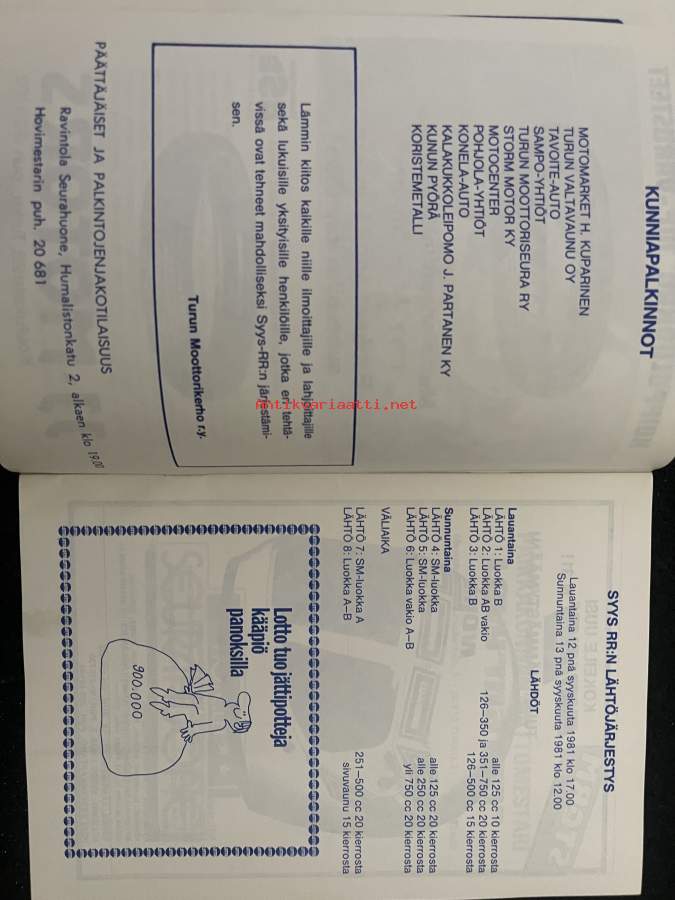 KUNNIAPALKINNOT
MOTOMARKET H. KUPARINEN
TURUN VALTAVAUNU OY
TAVOITE-AUTO
SAMPO-YHTIÖT
TURUN MOOTTORISEURA RY
STORM MOTOR KY
MOTOCENTER
POHJOLA-YHTIÖT
KONELA-AUTO
KALAKUKKOLEIPOMO J. PARTANEN KY
KUNUN PYÖRÄ
KORISTEMETALLI
Lämmin kiitos kaikille niille ilmoittajille ja lahjoittajille
sekä lukuisille yksityisille henkilöille, jotka eri tehtä-
vissä ovat tehneet mahdolliseksi Syys-RR:n järjestämi-
sen.
Turun Moottorikerho r.y.
PÄÄTTÄJÄISET JA PALKINTOJENJAKOTILAISUUS
Ravintola Seurahuone, Humalistonkatu 2, alkaen klo 19.00
Hovimestarin puh. 20 681
antikvariaatti.net
SYYS RR:N LÄHTÖJÄRJESTYS
Lauantaina 12 pnä syyskuuta 1981 klo 17.00
Sunnuntaina 13 pnä syyskuuta 1981 klo 12.00
LÄHDÖT
Lauantaina
LÄHTÖ 1: Luokka B alle 125 cc 10 kierrosta
LÄHTÖ 2: Luokka AB vakio 126–350 ja 351–750 cc 20 kierrosta
LÄHTÖ 3: Luokka B 126–500 cc 15 kierrosta
Sunnuntaina
LÄHTÖ 4: SM-luokka alle 125 cc 20 kierrosta
LÄHTÖ 5: SM-luokka alle 250 cc 20 kierrosta
LÄHTÖ 6: Luokka vakio A–B yli 750 cc 20 kierrosta
VÄLIAIKA
LÄHTÖ 7: SM-luokka A 251–500 cc 20 kierrosta
LÄHTÖ 8: Luokka A–B sivuvaunu 15 kierrosta
Lotto tuo jättipotteja
kääpiö
panoksilla
900.000